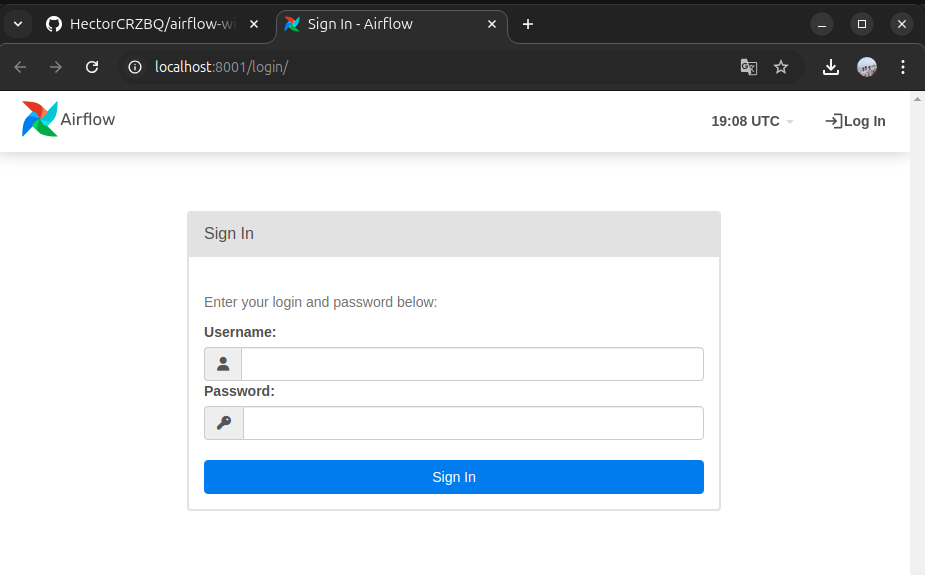 HectorCRZBQ/airflow-wi
Sign In - Airflow
localhost:8001/login/
Airflow
19:08 UTC
Log In
Sign In
Enter your login and password below:
Username:
Password:
Sign In